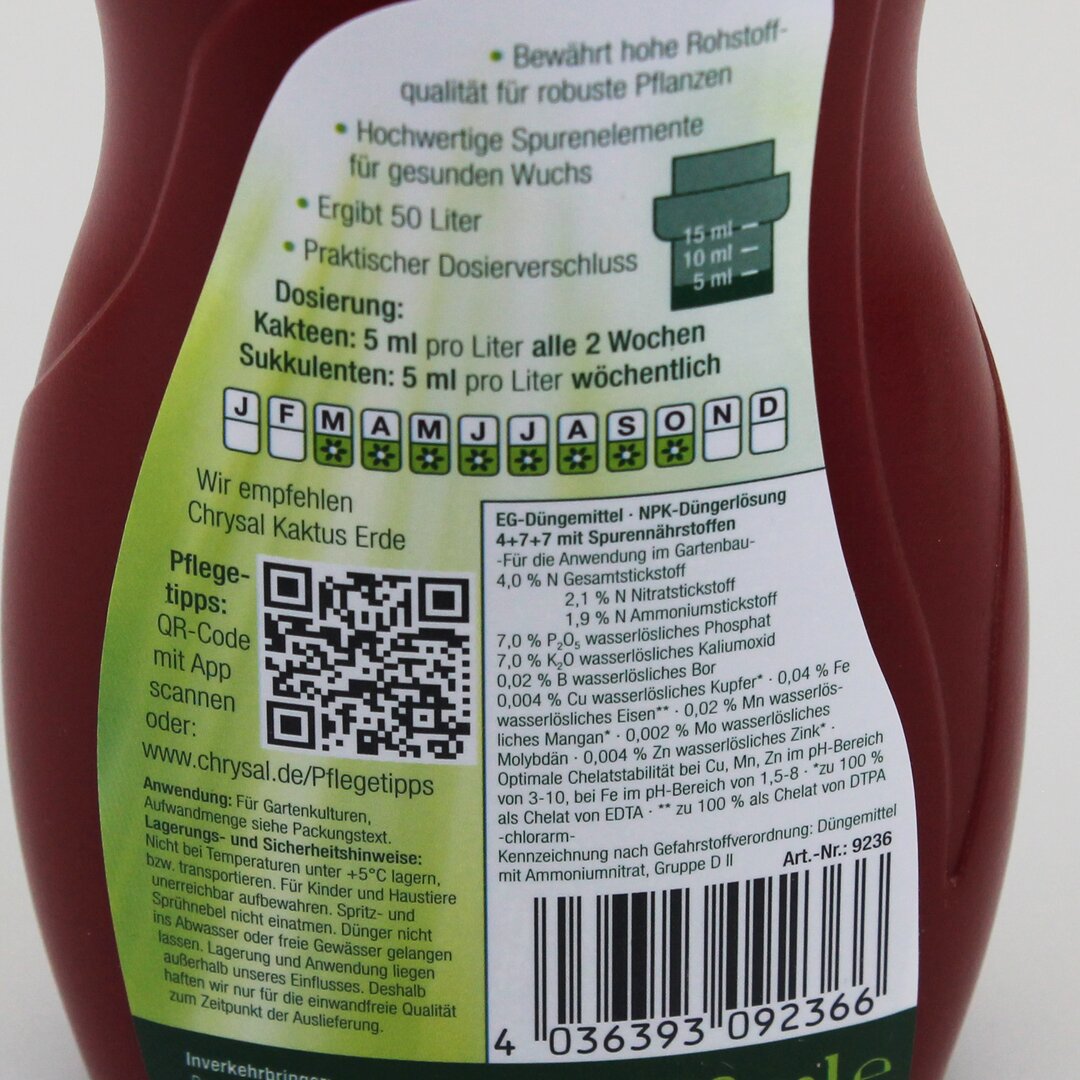 • Bewährt hohe Rohstoff-
qualität für robuste Pflanzen
• Hochwertige Spurenelemente
für gesunden Wuchs
• Ergibt 50 Liter
• Praktischer Dosierverschluss
15 ml
10 ml
5 ml
Dosierung:
Kakteen: 5 ml pro Liter alle 2 Wochen
Sukkulenten: 5 ml pro Liter wöchentlich
J F M A M J J A S O N D
Wir empfehlen
Chrysal Kaktus Erde
Pflege-
tipps:
QR-Code
mit App
scannen
oder:
www.chrysal.de/Pflegetipps
Anwendung: Für Gartenkulturen,
Aufwandmenge siehe Packungstext.
Lagerungs- und Sicherheitshinweise:
Nicht bei Temperaturen unter +5°C lagern,
bzw. transportieren. Für Kinder und Haustiere
unerreichbar aufbewahren. Spritz- und
Sprühnebel nicht einatmen. Dünger nicht
ins Abwasser oder freie Gewässer gelangen
lassen. Lagerung und Anwendung liegen
außerhalb unseres Einflusses. Deshalb
haften wir nur für die einwandfreie Qualität
zum Zeitpunkt der Auslieferung.
EG-Düngemittel · NPK-Düngerlösung
4+7+7 mit Spurennährstoffen
-Für die Anwendung im Gartenbau-
4,0 % N Gesamtstickstoff
2,1 % N Nitratstickstoff
1,9 % N Ammoniumstickstoff
7,0 % P₂O₅ wasserlösliches Phosphat
7,0 % K₂O wasserlösliches Kaliumoxid
0,02 % B wasserlösliches Bor
0,004 % Cu wasserlösliches Kupfer* · 0,04 % Fe
wasserlösliches Eisen** · 0,02 % Mn wasserlös-
liches Mangan* · 0,002 % Mo wasserlösliches
Molybdän · 0,004 % Zn wasserlösliches Zink* ·
Optimale Chelatstabilität bei Cu, Mn, Zn im pH-Bereich
von 3-10, bei Fe im pH-Bereich von 1,5-8 · *zu 100 %
als Chelat von EDTA · ** zu 100 % als Chelat von DTPA
-chlorarm-
Kennzeichnung nach Gefahrstoffverordnung: Düngemittel
mit Ammoniumnitrat, Gruppe D II
Art.-Nr.: 9236
4 036393 092366